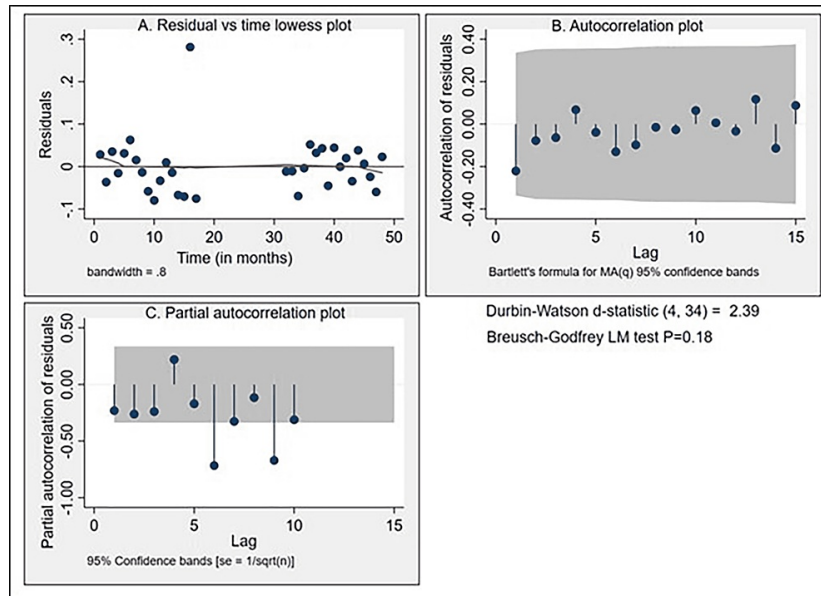 A. Residual vs time lowess plot
Residuals
.3
.2
.1
0
-.1
0 10 20 30 40 50
Time (in months)
bandwidth = .8
B. Autocorrelation plot
Autocorrelation of residuals
0.40
0.20
0.00
-0.20
-0.40
0 5 10 15
Lag
Bartlett's formula for MA(q) 95% confidence bands
C. Partial autocorrelation plot
Partial autocorrelation of residuals
0.50
0.00
-0.50
-1.00
0 5 10 15
Lag
95% Confidence bands [se = 1/sqrt(n)]
Durbin-Watson d-statistic (4, 34) = 2.39
Breusch-Godfrey LM test P=0.18